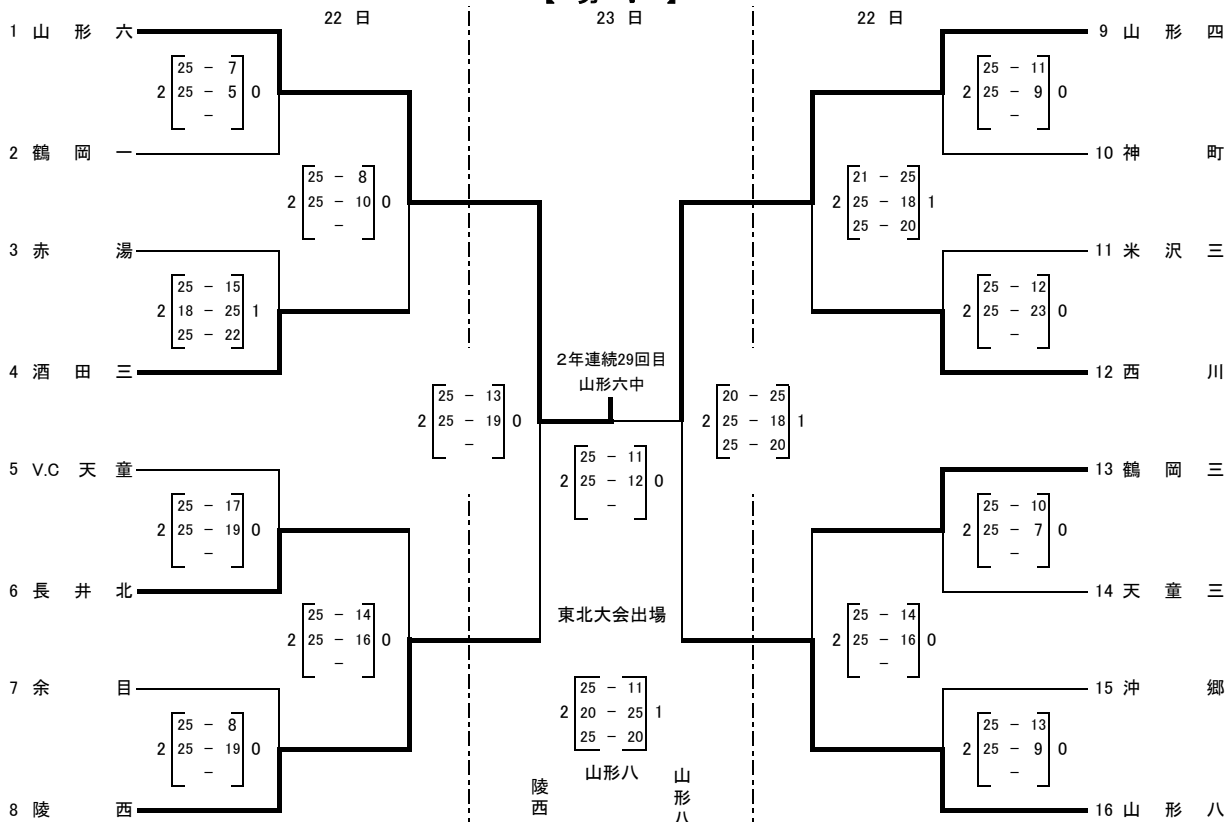 【 男 子 】
22 日
23 日
22 日
1 山 形 六
2 [ 25 - 7
25 - 5
- ] 0
2 鶴 岡 一
2 [ 25 - 8
25 - 10
- ] 0
3 赤 湯
2 [ 25 - 15
18 - 25
25 - 22 ] 1
4 酒 田 三
2 [ 25 - 13
25 - 19
- ] 0
5 V.C 天 童
2 [ 25 - 17
25 - 19
- ] 0
6 長 井 北
2 [ 25 - 14
25 - 16
- ] 0
7 余 目
2 [ 25 - 8
25 - 19
- ] 0
8 陵 西
2年連続29回目
山形六中
2 [ 25 - 11
25 - 12
- ] 0
東北大会出場
2 [ 25 - 11
20 - 25
25 - 20 ] 1
山形八
陵西
山形八
9 山 形 四
2 [ 25 - 11
25 - 9
- ] 0
10 神 町
2 [ 21 - 25
25 - 18
25 - 20 ] 1
11 米 沢 三
2 [ 25 - 12
25 - 23
- ] 0
12 西 川
2 [ 20 - 25
25 - 18
25 - 20 ] 1
13 鶴 岡 三
2 [ 25 - 10
25 - 7
- ] 0
14 天 童 三
2 [ 25 - 14
25 - 16
- ] 0
15 沖 郷
2 [ 25 - 13
25 - 9
- ] 0
16 山 形 八